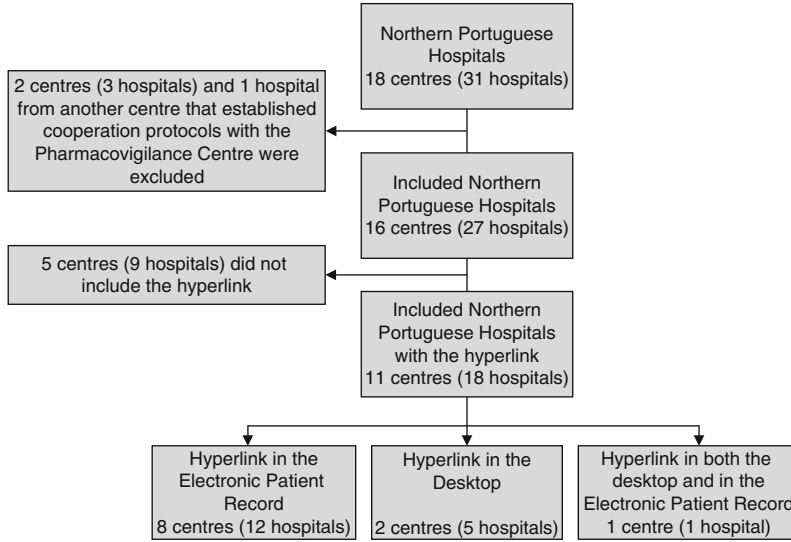 Northern Portuguese
Hospitals
18 centres (31 hospitals)
2 centres (3 hospitals) and 1 hospital
from another centre that established
cooperation protocols with the
Pharmacovigilance Centre were
excluded
Included Northern
Portuguese Hospitals
16 centres (27 hospitals)
5 centres (9 hospitals) did not
include the hyperlink
Included Northern
Portuguese Hospitals
with the hyperlink
11 centres (18 hospitals)
Hyperlink in the
Electronic Patient
Record
8 centres (12 hospitals)
Hyperlink in the
Desktop
2 centres (5 hospitals)
Hyperlink in both the
desktop and in the
Electronic Patient Record
1 centre (1 hospital)